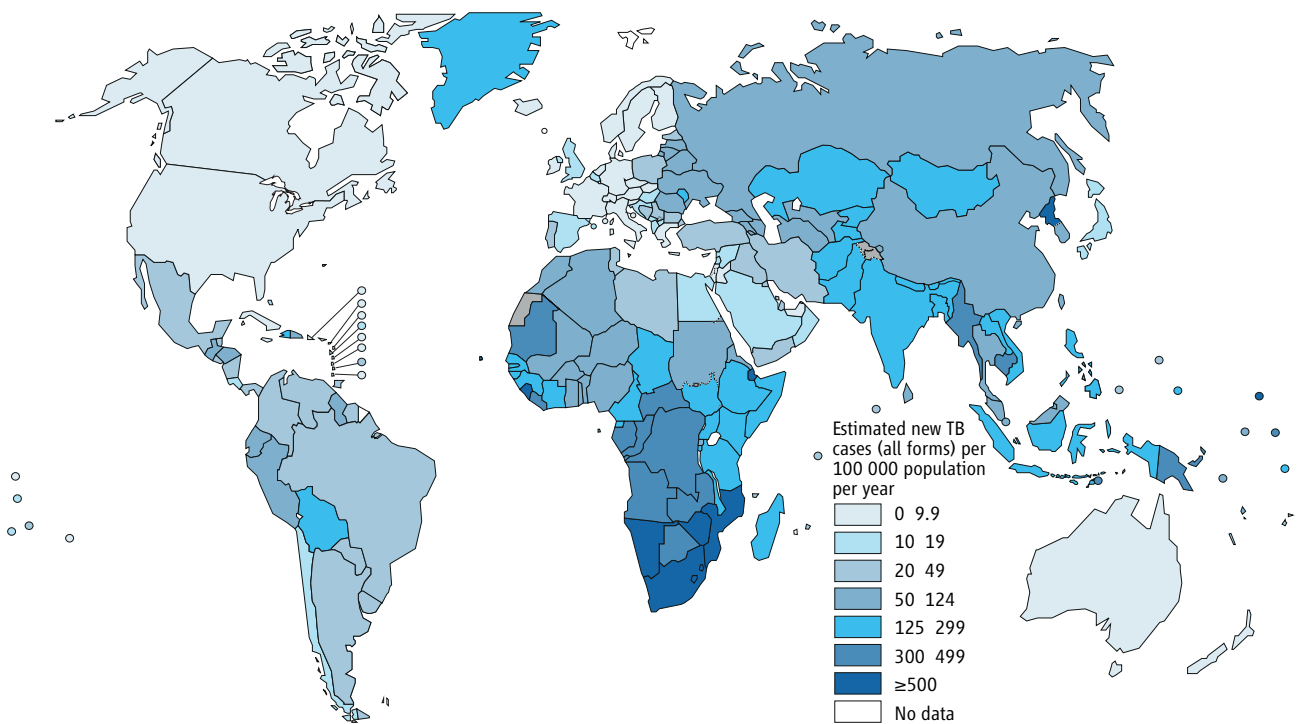 Estimated new TB
cases (all forms) per
100 000 population
per year
0 9.9
10 19
20 49
50 124
125 299
300 499
≥500
No data